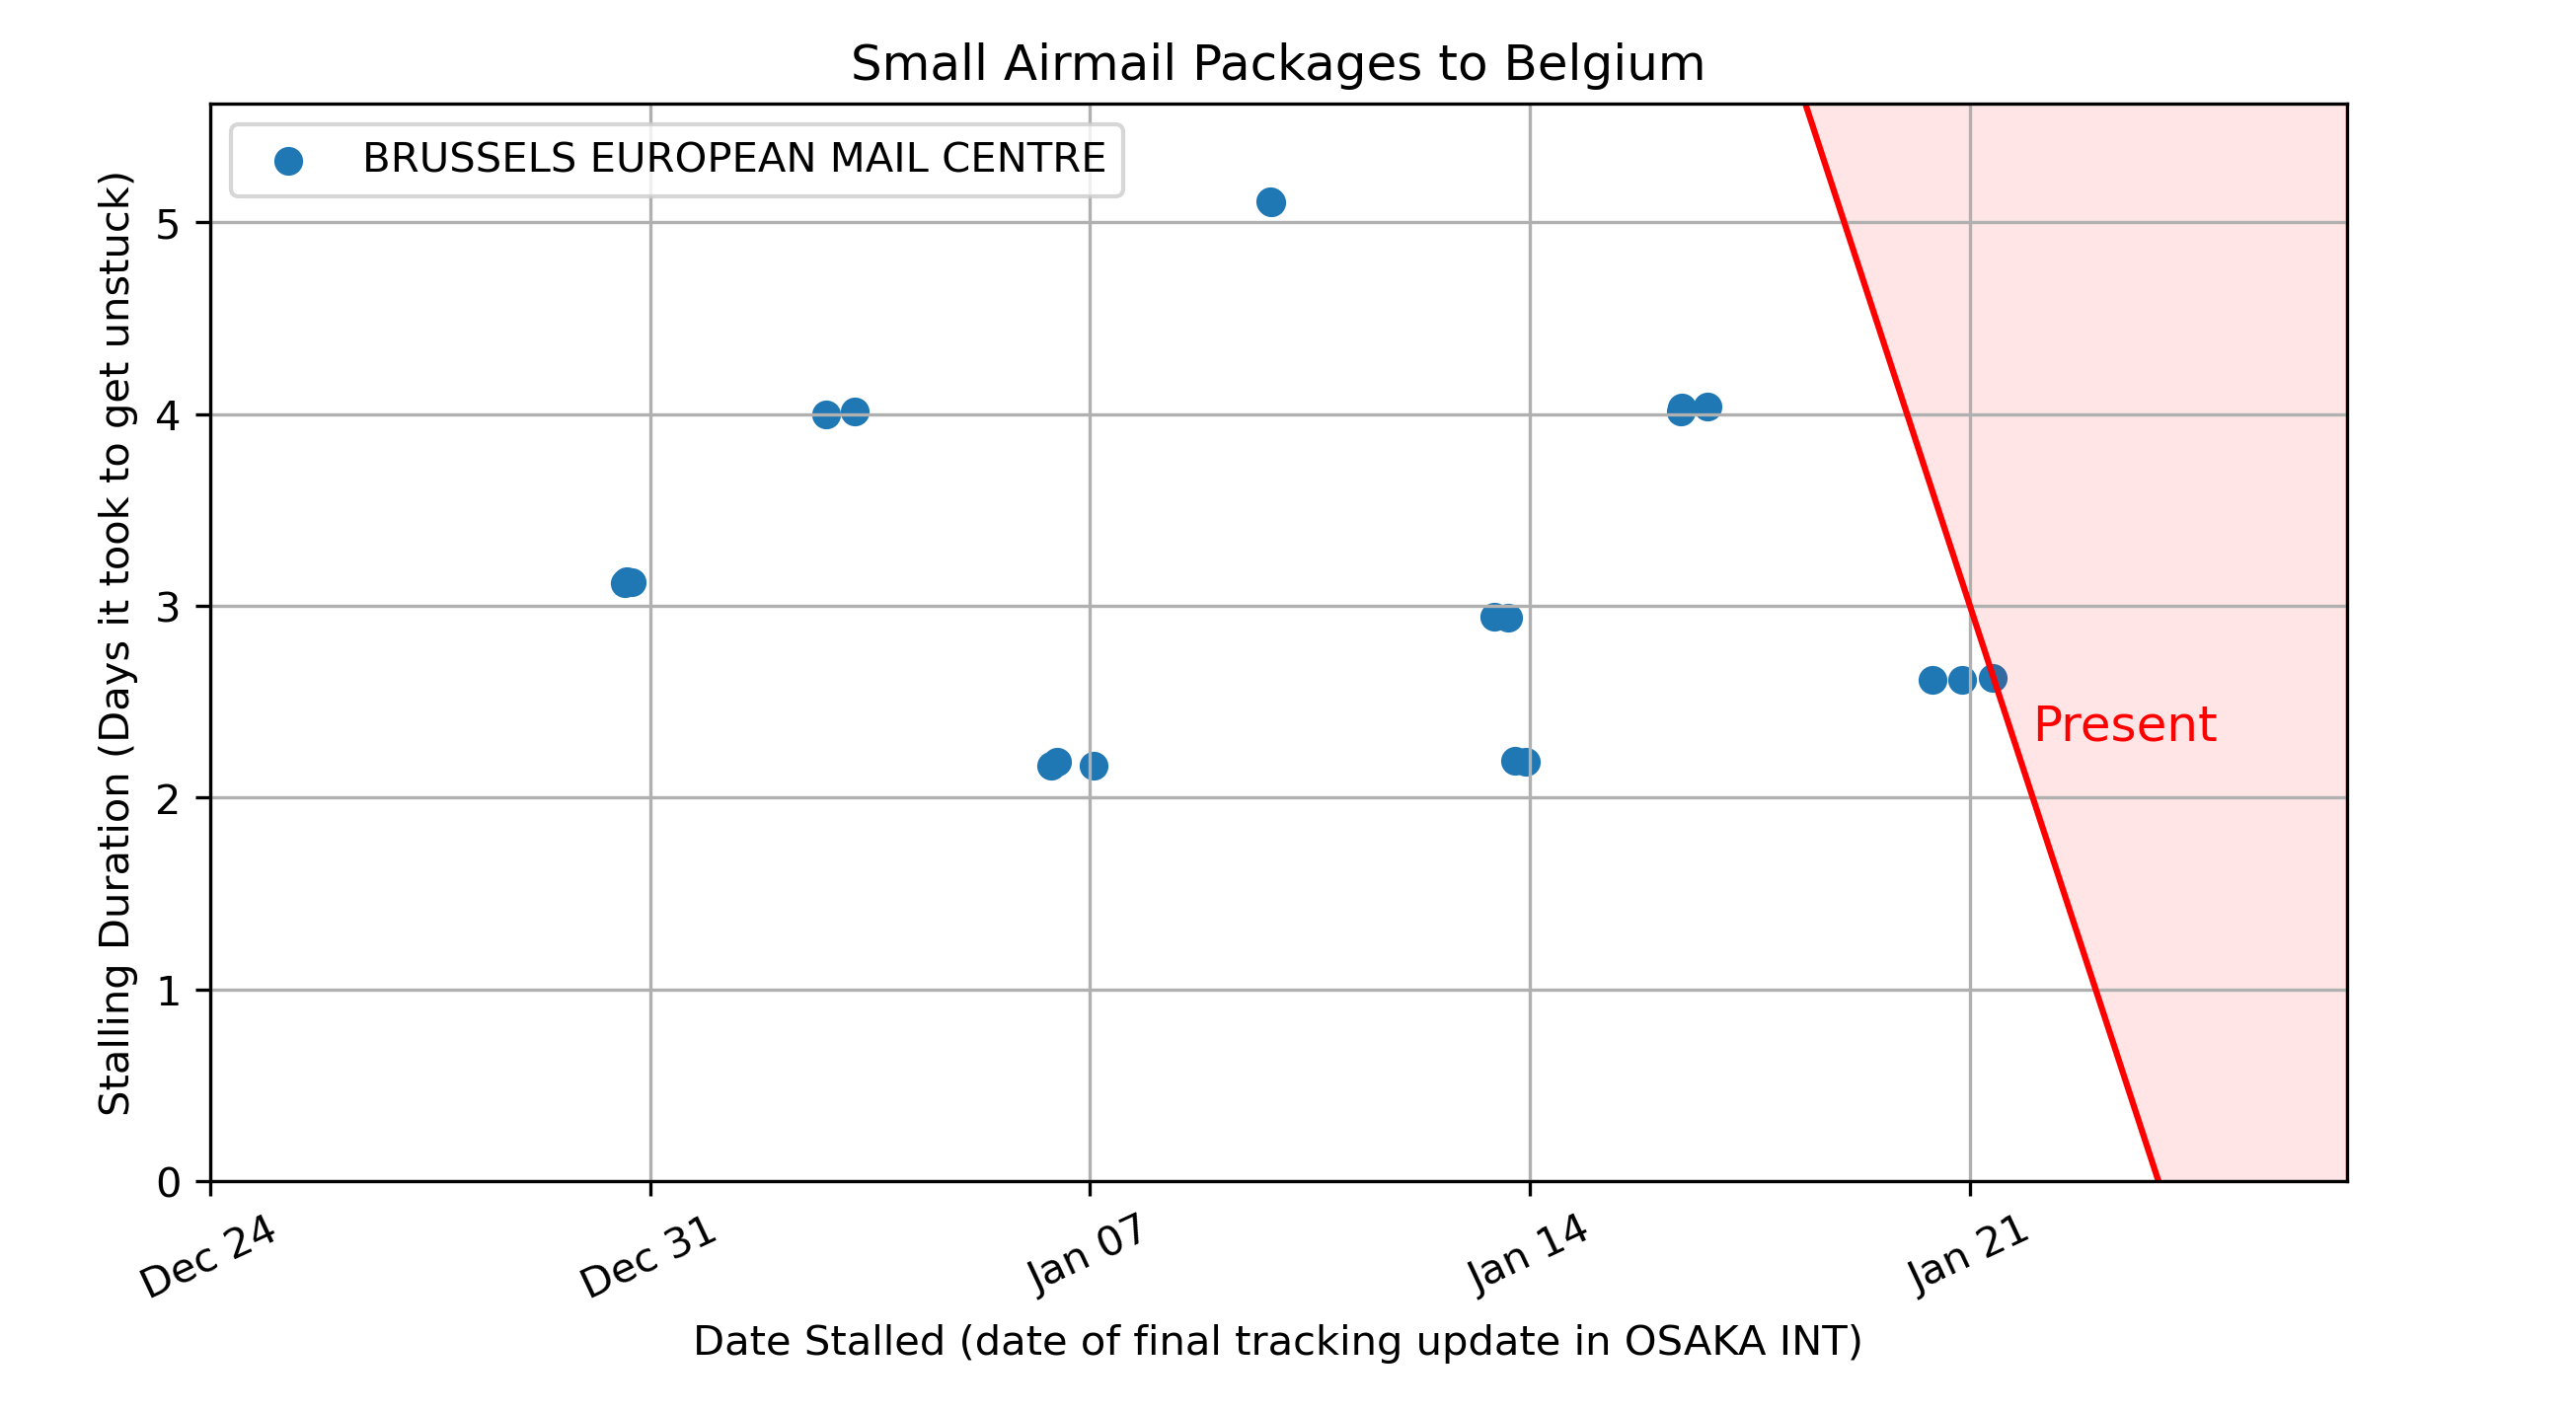 Small Airmail Packages to Belgium
BRUSSELS EUROPEAN MAIL CENTRE
Stalling Duration (Days it took to get unstuck)
5
4
3
2
1
0
Present
Dec 24
Dec 31
Jan 07
Jan 14
Jan 21
Date Stalled (date of final tracking update in OSAKA INT)